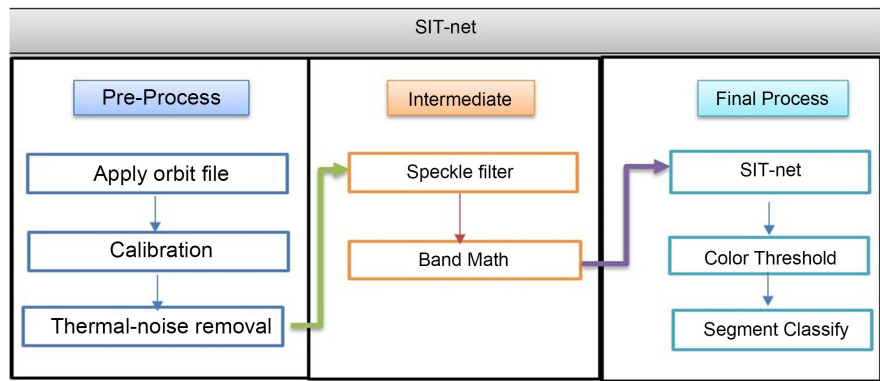 SIT-net
Pre-Process
Apply orbit file
Calibration
Thermal-noise removal
Intermediate
Speckle filter
Band Math
Final Process
SIT-net
Color Threshold
Segment Classify